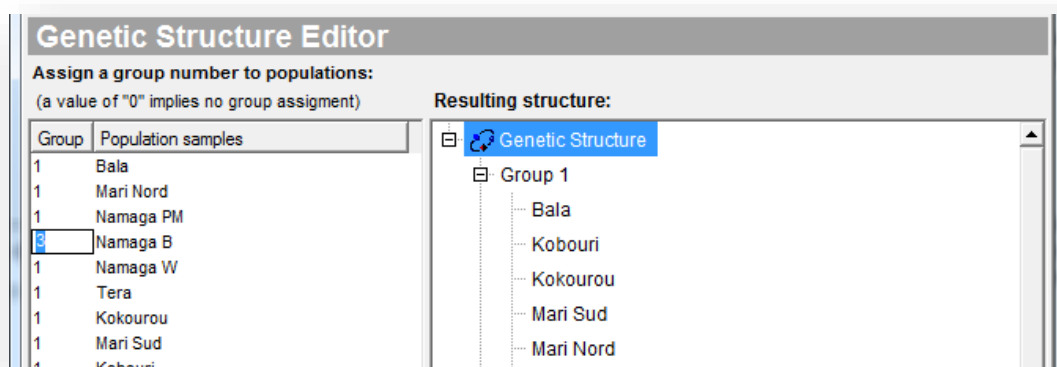 Genetic Structure Editor
Assign a group number to populations:
(a value of "0" implies no group assigment)
Resulting structure:
Group Population samples
1 Bala
1 Mari Nord
1 Namaga PM
3 Namaga B
1 Namaga W
1 Tera
1 Kokourou
1 Mari Sud
1 Kobouri
Genetic Structure
Group 1
Bala
Kobouri
Kokourou
Mari Sud
Mari Nord